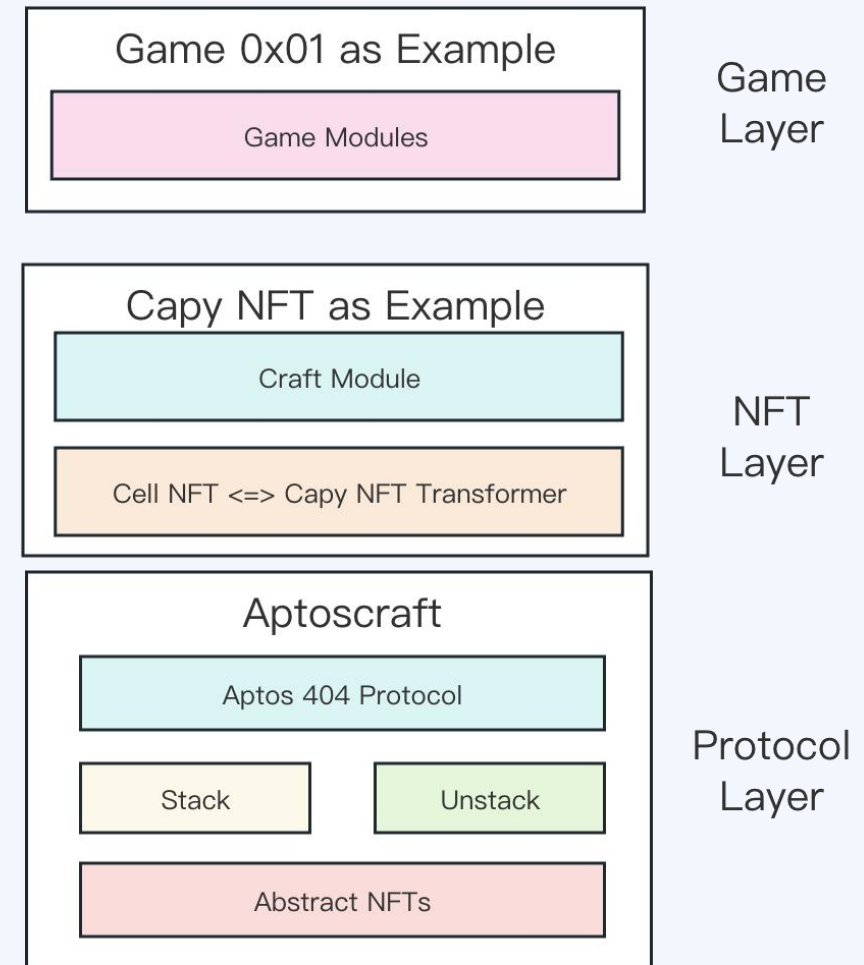 Game 0x01 as Example
Game Modules
Game
Layer
Capy NFT as Example
Craft Module
Cell NFT <=> Capy NFT Transformer
NFT
Layer
Aptoscraft
Aptos 404 Protocol
Stack
Unstack
Abstract NFTs
Protocol
Layer